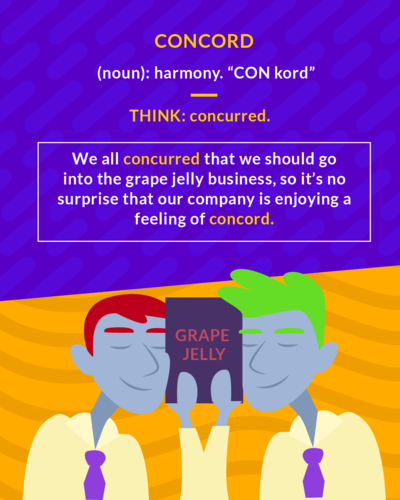 CONCORD
(noun): harmony. “CON kord”
THINK: concurred.
We all concurred that we should go
into the grape jelly business, so it’s no
surprise that our company is enjoying a
feeling of concord.
GRAPE
JELLY